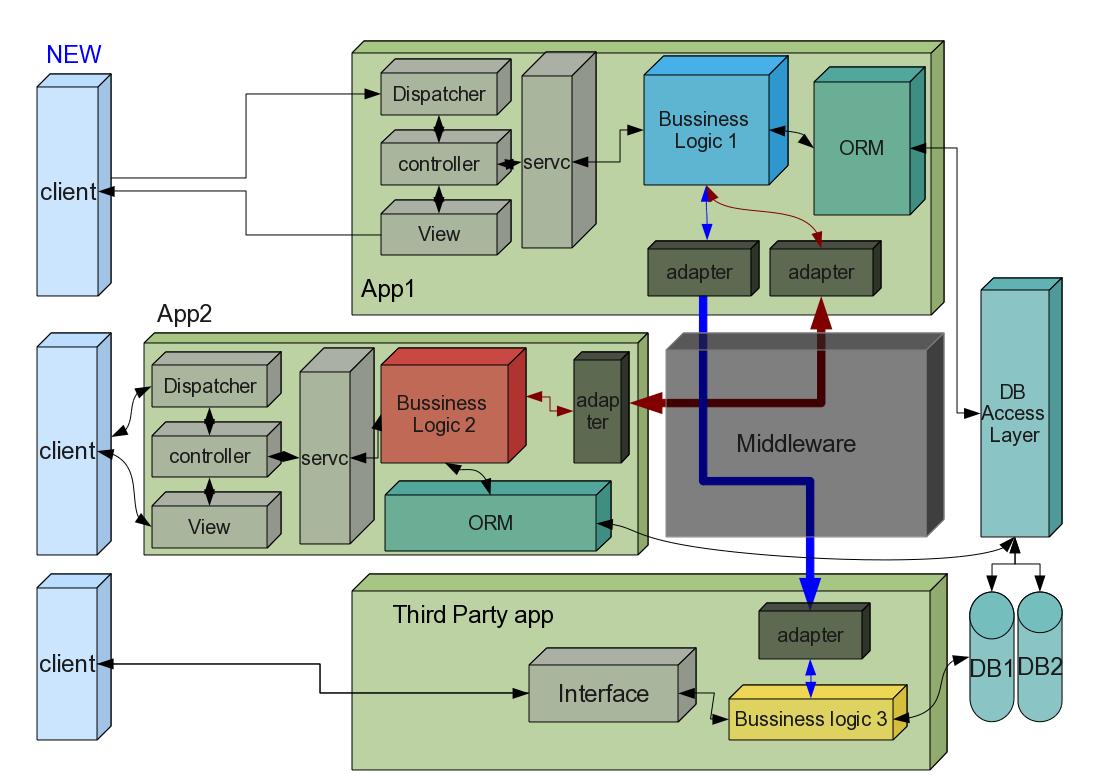 NEW
client
Dispatcher
controller
View
servc
Bussiness
Logic 1
ORM
adapter
adapter
App1
App2
client
Dispatcher
controller
View
servc
Bussiness
Logic 2
adap
ter
ORM
Middleware
DB
Access
Layer
client
Third Party app
adapter
Interface
Bussiness logic 3
DB1
DB2